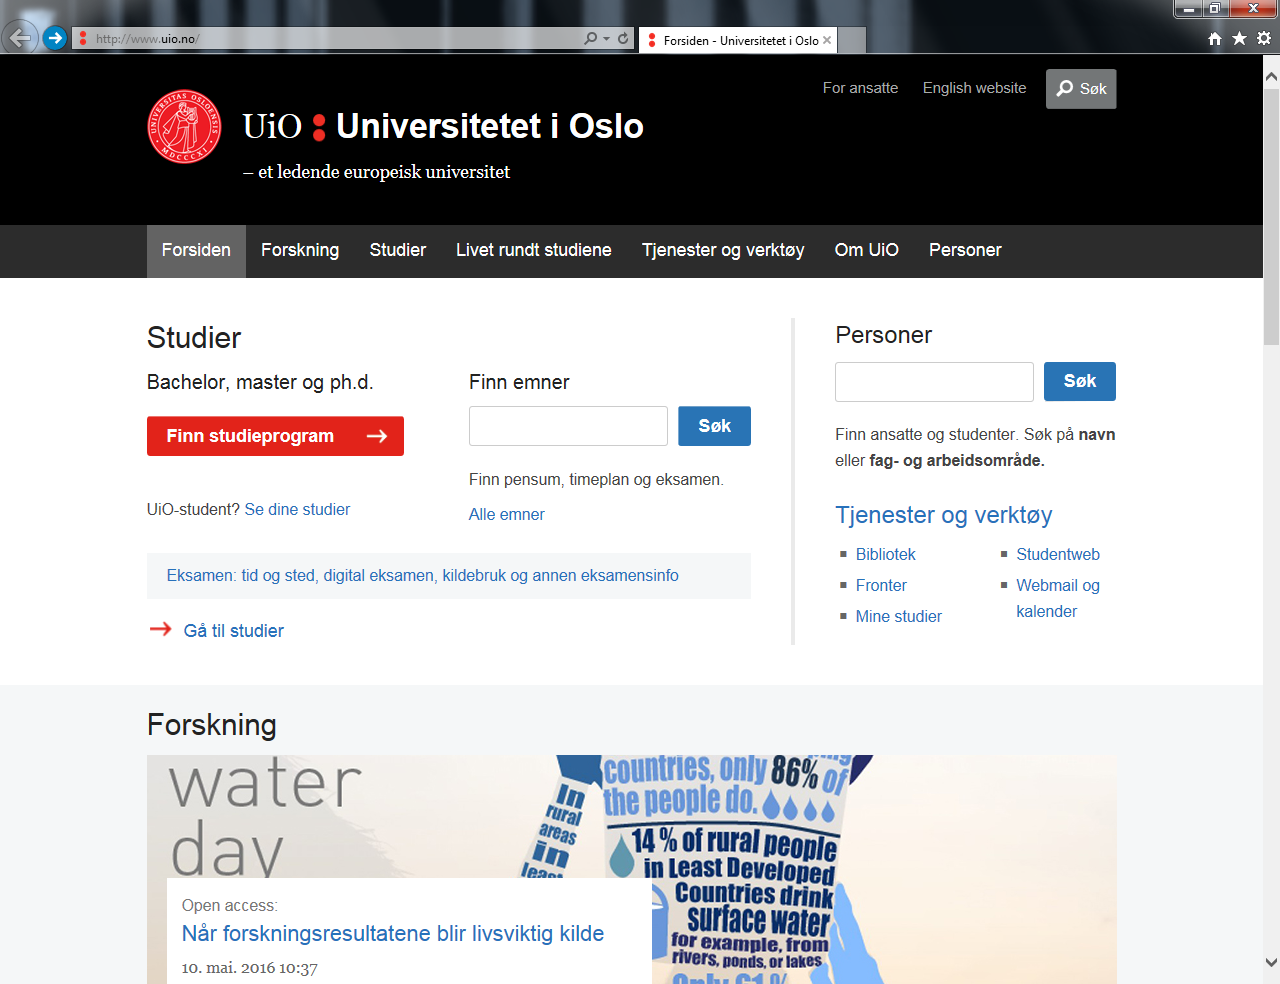 http://www.uio.no/
Forsiden - Universitetet i Oslo
For ansatte
English website
Søk
UNIVERSITAS OSLOENSIS
MDCCCXI
UiO : Universitetet i Oslo
– et ledende europeisk universitet
Forsiden
Forskning
Studier
Livet rundt studiene
Tjenester og verktøy
Om UiO
Personer
Studier
Bachelor, master og ph.d.
Finn studieprogram
UiO-student? Se dine studier
Finn emner
Søk
Finn pensum, timeplan og eksamen.
Alle emner
Eksamen: tid og sted, digital eksamen, kildebruk og annen eksamensinfo
Gå til studier
Personer
Søk
Finn ansatte og studenter. Søk på navn
eller fag- og arbeidsområde.
Tjenester og verktøy
Bibliotek
Fronter
Mine studier
Studentweb
Webmail og
kalender
Forskning
water
day
In
rural
areas
in
least
countries, only 86% of
the people do.
14 % of rural people
in Least Developed
Countries drink
surface water
for example, from
rivers, ponds, or lakes
Open access:
Når forskningsresultatene blir livsviktig kilde
10. mai. 2016 10:37